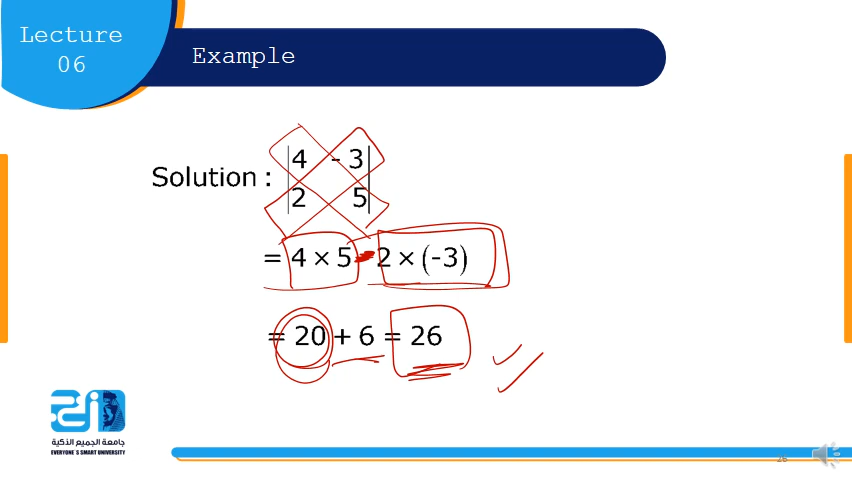 Lecture
06
Example
Solution :
|4 - 3|
|2 5|
= 4 × 5 - 2 × (-3)
= 20 + 6 = 26
جامعة الجميع الذكية
EVERYONE`S SMART UNIVERSITY